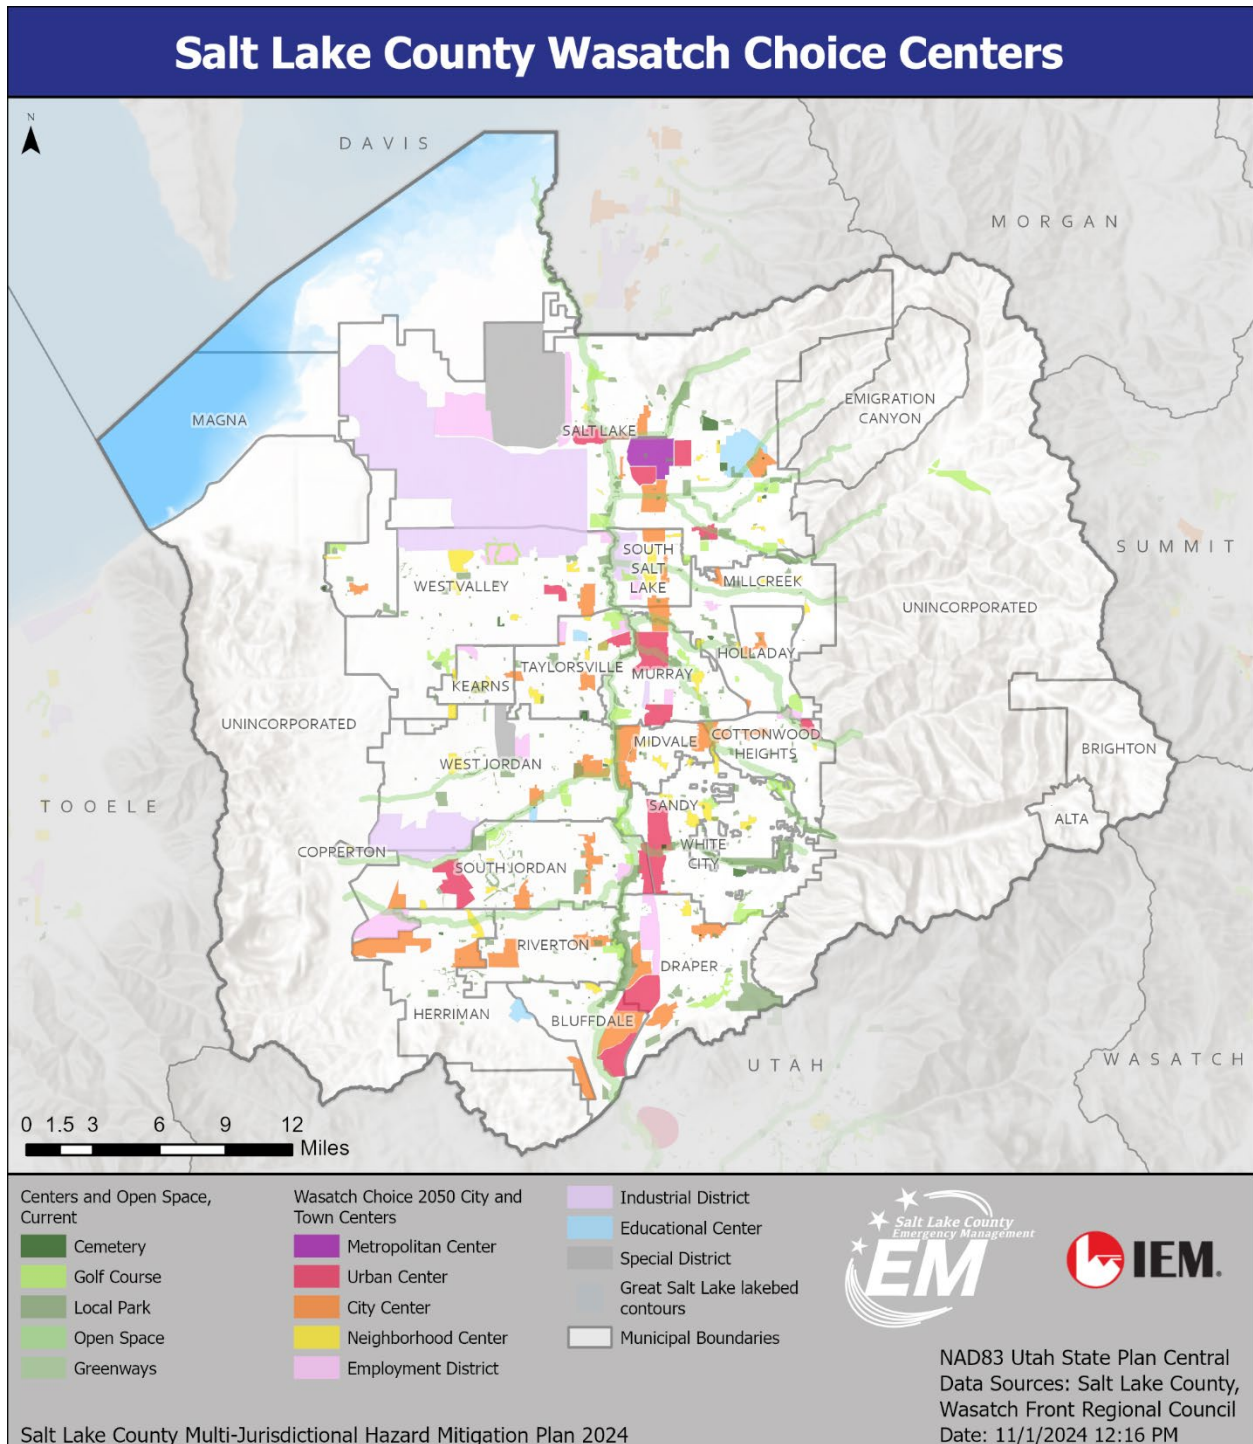 Salt Lake County Wasatch Choice Centers
N
DAVIS
MORGAN
MAGNA
EMIGRATION
CANYON
SALT LAKE
SUMMIT
SOUTH
SALT
LAKE
WEST VALLEY
MILLCREEK
UNINCORPORATED
HOLLADAY
TAYLORSVILLE
MURRAY
KEARNS
UNINCORPORATED
MIDVALE
COTTONWOOD
HEIGHTS
BRIGHTON
WEST JORDAN
TOOELE
SANDY
ALTA
WHITE
CITY
COPPERTON
SOUTH JORDAN
RIVERTON
DRAPER
HERRIMAN
BLUFFDALE
UTAH
WASATCH
0 1.5 3 6 9 12
Miles
Centers and Open Space,
Current
Cemetery
Golf Course
Local Park
Open Space
Greenways
Wasatch Choice 2050 City and
Town Centers
Metropolitan Center
Urban Center
City Center
Neighborhood Center
Employment District
Industrial District
Educational Center
Special District
Great Salt Lake lakebed
contours
Municipal Boundaries
Salt Lake County
Emergency Management
EM
IEM.
NAD83 Utah State Plan Central
Data Sources: Salt Lake County,
Wasatch Front Regional Council
Date: 11/1/2024 12:16 PM
Salt Lake County Multi-Jurisdictional Hazard Mitigation Plan 2024